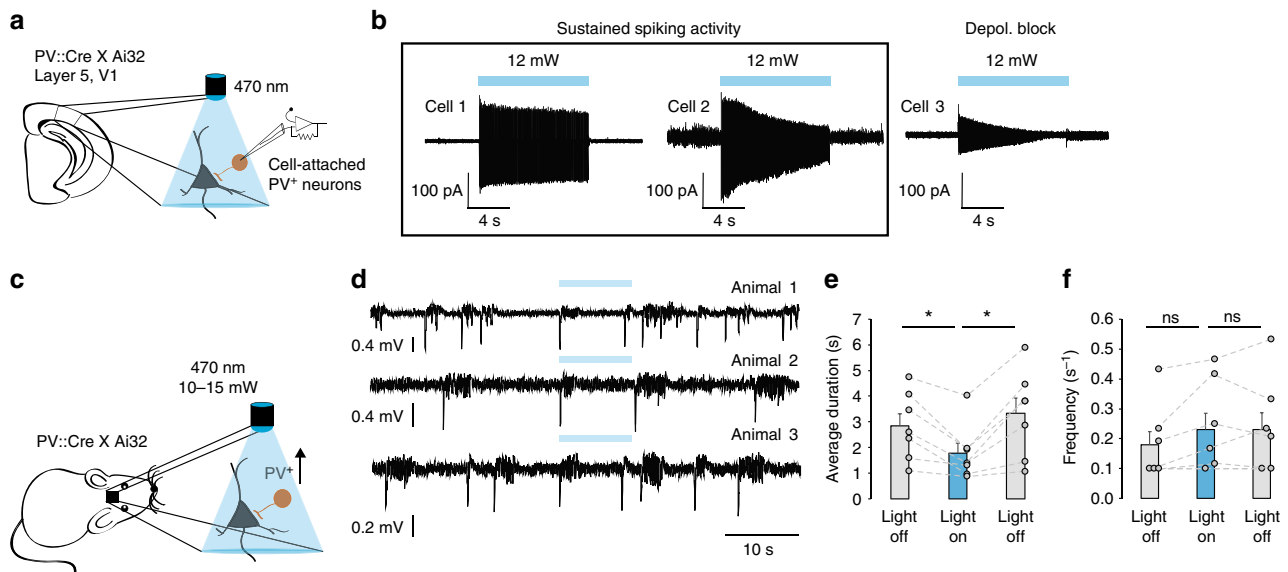 a
PV::Cre X Ai32
Layer 5, V1
470 nm
Cell-attached
PV⁺ neurons
b
Sustained spiking activity
Depol. block
12 mW
12 mW
12 mW
Cell 1
Cell 2
Cell 3
100 pA
4 s
100 pA
4 s
100 pA
4 s
c
470 nm
10–15 mW
PV::Cre X Ai32
PV⁺
d
Animal 1
0.4 mV
Animal 2
0.4 mV
Animal 3
0.2 mV
10 s
e
Average duration (s)
7
6
5
4
3
2
1
0
*
*
Light
off
Light
on
Light
off
f
Frequency (s⁻¹)
0.6
0.5
0.4
0.3
0.2
0.1
0.0
ns
ns
Light
off
Light
on
Light
off